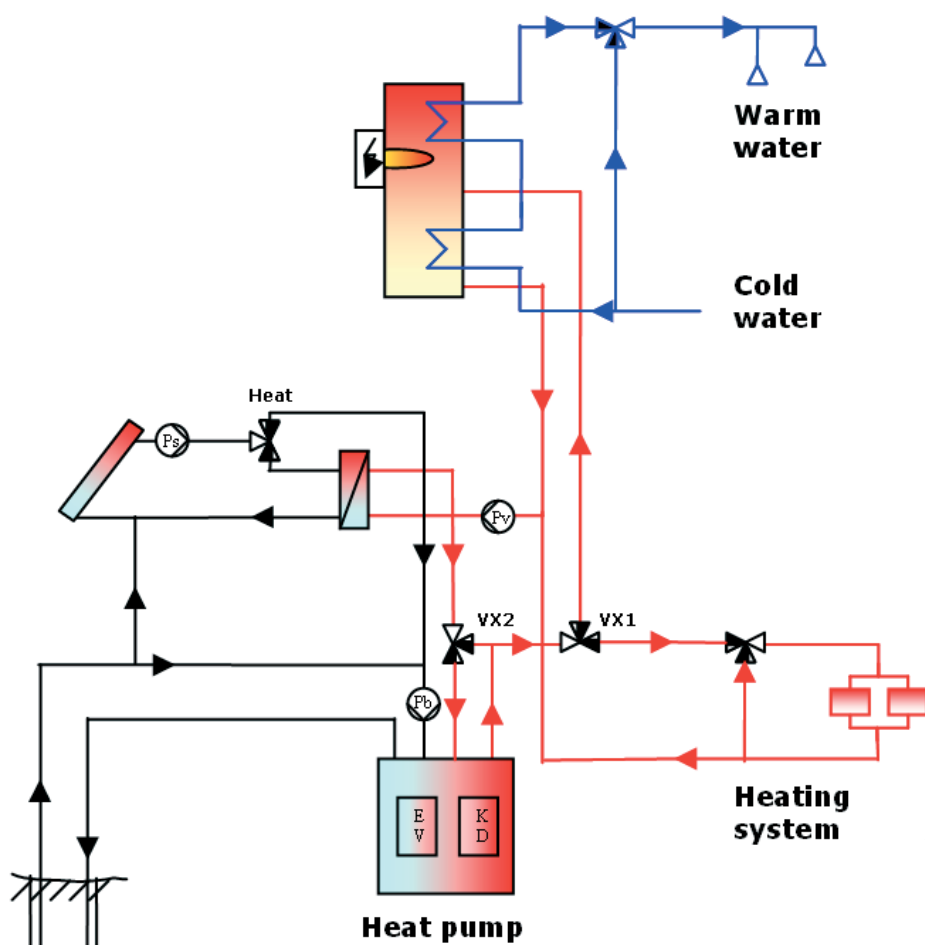 Warm
water
Cold
water
Heat
Ps
Pv
VX2
VX1
Pb
E
V
K
D
Heating
system
Heat pump